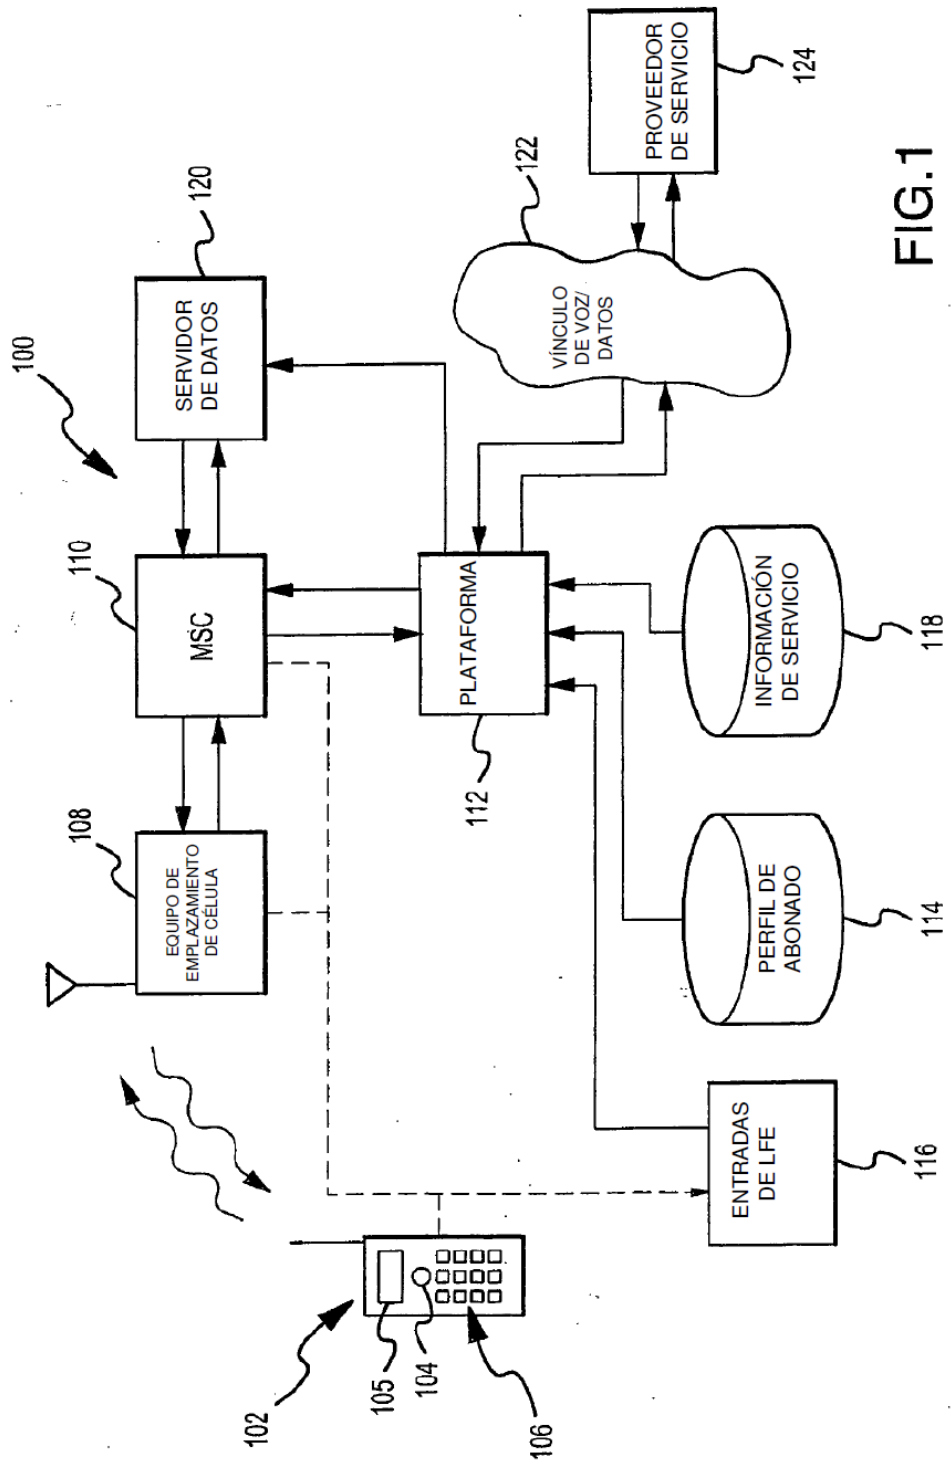 100
102
105
104
106
108
EQUIPO DE
EMPLAZAMIENTO
DE CÉLULA
110
MSC
120
SERVIDOR
DE DATOS
112
PLATAFORMA
122
VÍNCULO
DE VOZ/
DATOS
124
PROVEEDOR
DE SERVICIO
116
ENTRADAS
DE LFE
114
PERFIL DE
ABONADO
118
INFORMACIÓN
DE SERVICIO
FIG.1